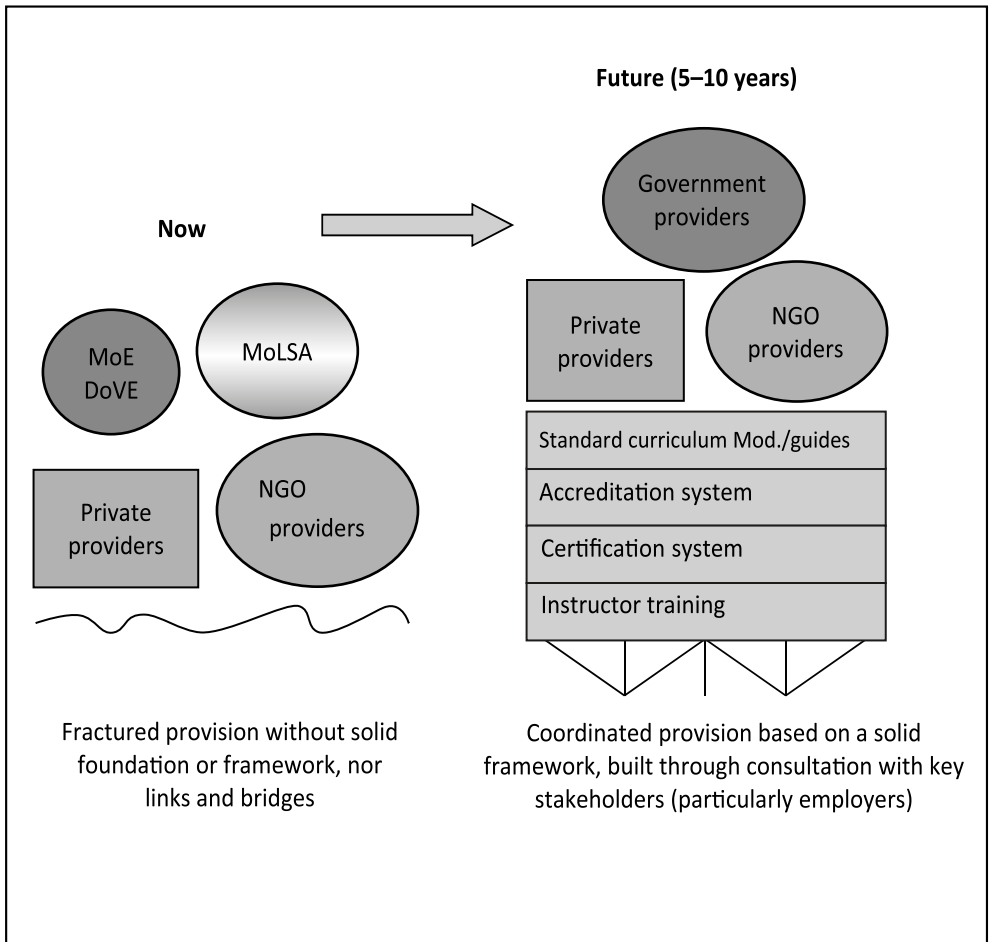 Now
MoE
DoVE
MoLSA
Private
providers
NGO
providers
Fractured provision without solid
foundation or framework, nor
links and bridges
Future (5–10 years)
Government
providers
Private
providers
NGO
providers
Standard curriculum Mod./guides
Accreditation system
Certification system
Instructor training
Coordinated provision based on a solid
framework, built through consultation with key
stakeholders (particularly employers)